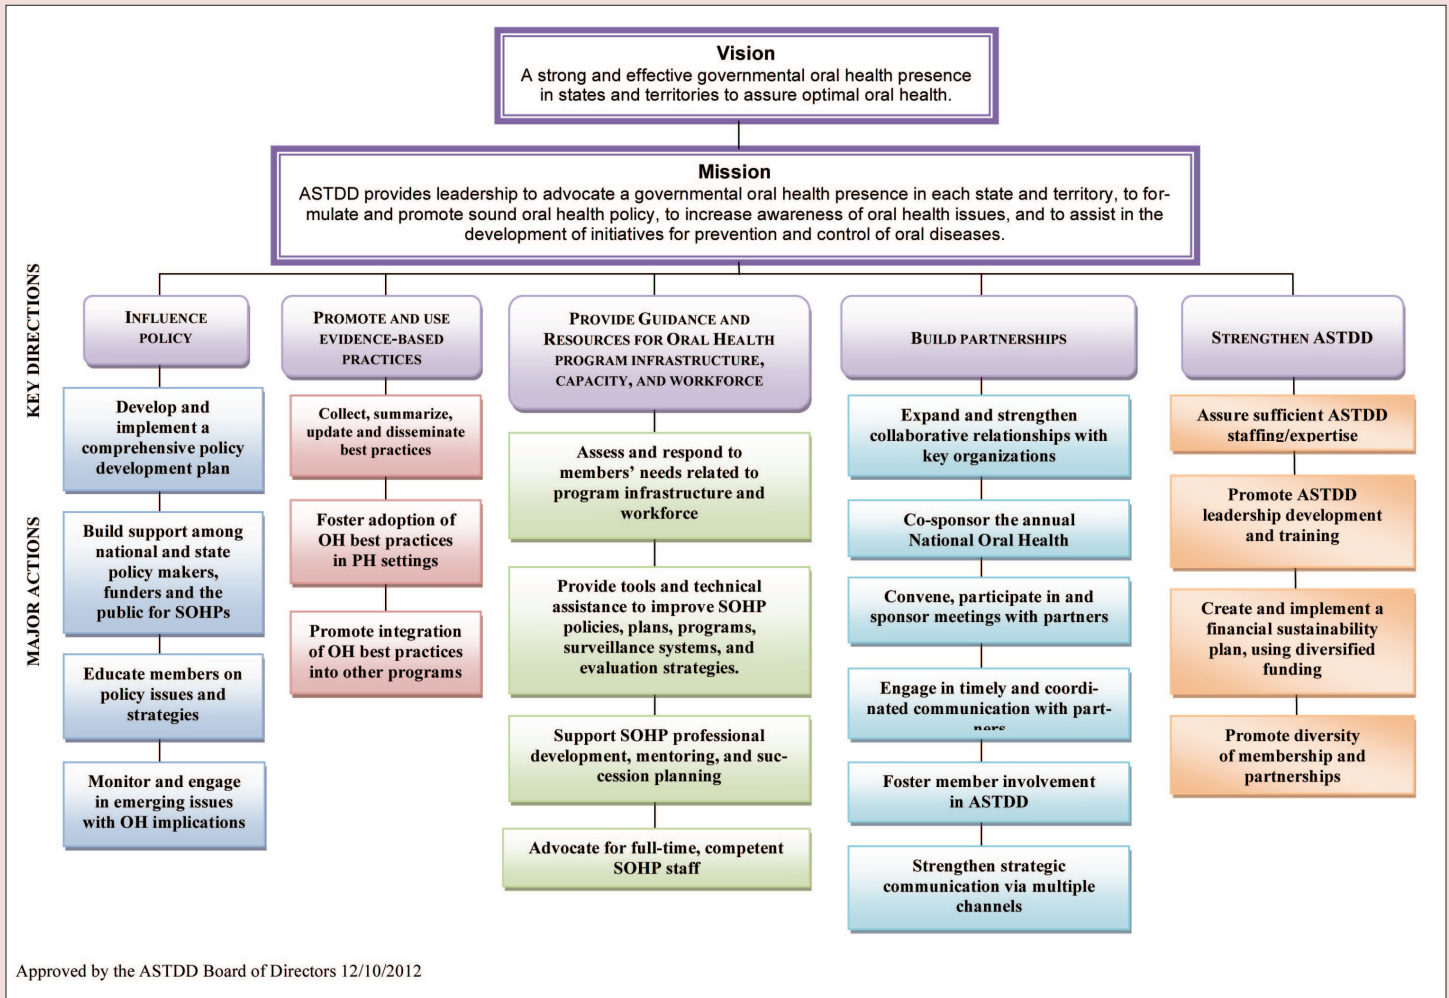 Vision
A strong and effective governmental oral health presence
in states and territories to assure optimal oral health.
Mission
ASTDD provides leadership to advocate a governmental oral health presence in each state and territory, to for-
mulate and promote sound oral health policy, to increase awareness of oral health issues, and to assist in the
development of initiatives for prevention and control of oral diseases.
KEY DIRECTIONS
INFLUENCE
POLICY
PROMOTE AND USE
EVIDENCE-BASED
PRACTICES
PROVIDE GUIDANCE AND
RESOURCES FOR ORAL HEALTH
PROGRAM INFRASTRUCTURE,
CAPACITY, AND WORKFORCE
BUILD PARTNERSHIPS
STRENGTHEN ASTDD
MAJOR ACTIONS
Develop and
implement a
comprehensive policy
development plan
Build support among
national and state
policy makers,
funders and the
public for SOHPs
Educate members on
policy issues and
strategies
Monitor and engage
in emerging issues
with OH implications
Collect, summarize,
update and disseminate
best practices
Foster adoption of
OH best practices
in PH settings
Promote integration
of OH best practices
into other programs
Assess and respond to
members’ needs related to
program infrastructure and
workforce
Provide tools and technical
assistance to improve SOHP
policies, plans, programs,
surveillance systems, and
evaluation strategies.
Support SOHP professional
development, mentoring, and suc-
cession planning
Advocate for full-time, competent
SOHP staff
Expand and strengthen
collaborative relationships with
key organizations
Co-sponsor the annual
National Oral Health
Convene, participate in and
sponsor meetings with partners
Engage in timely and coordi-
nated communication with part-
ners
Foster member involvement
in ASTDD
Strengthen strategic
communication via multiple
channels
Assure sufficient ASTDD
staffing/expertise
Promote ASTDD
leadership development
and training
Create and implement a
financial sustainability
plan, using diversified
funding
Promote diversity
of membership and
partnerships
Approved by the ASTDD Board of Directors 12/10/2012